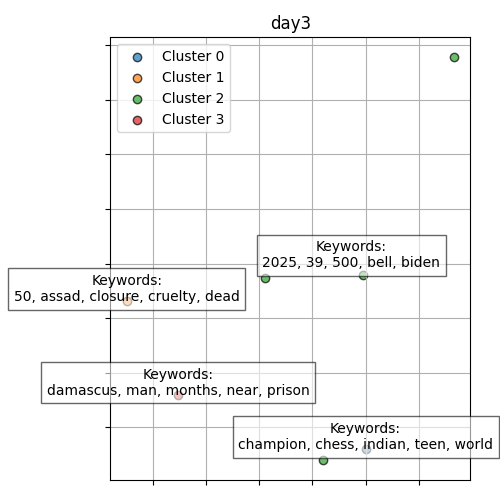 day3
Cluster 0
Cluster 1
Cluster 2
Cluster 3
Keywords:
2025, 39, 500, bell, biden
Keywords:
50, assad, closure, cruelty, dead
Keywords:
damascus, man, months, near, prison
Keywords:
champion, chess, indian, teen, world